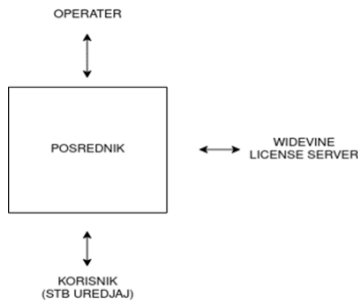 OPERATER
POSREDNIK
WIDEVINE
LICENSE SERVER
KORISNIK
(STB UREDJAJ)